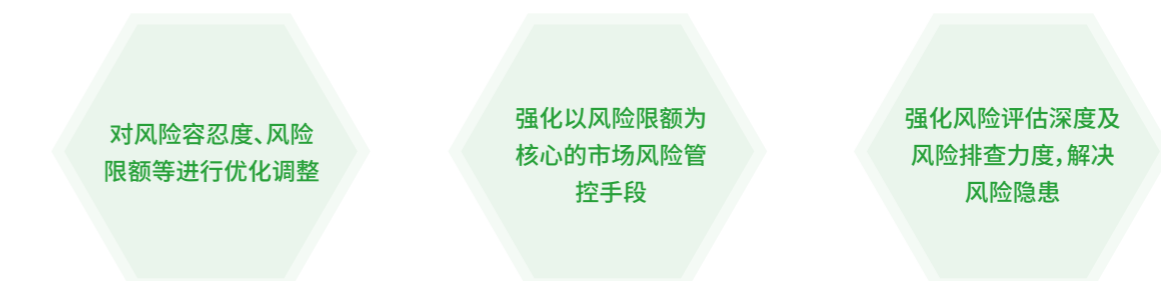 对风险容忍度、风险
限额等进行优化调整
强化以风险限额为
核心的市场风险管
控手段
强化风险评估深度及
风险排查力度，解决
风险隐患